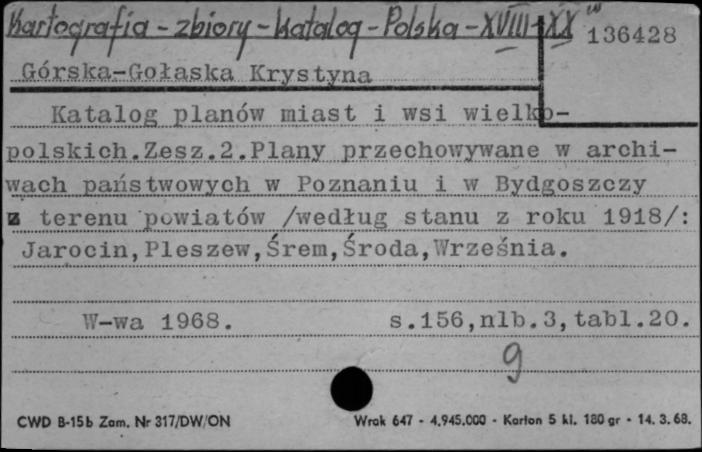 Kartografia - zbiory - katalog - Polska - XVIII - XX w
136428
Górska-Gołaska Krystyna
Katalog planów miast i wsi wielko-
polskich.Zesz.2.Plany przechowywane w archi-
wach państwowych w Poznaniu i w Bydgoszczy
z terenu powiatów /według stanu z roku 1918/:
Jarocin,Pleszew,Śrem,Środa,Września.
W-wa 1968. s.156,nlb.3,tabl.20.
9
CWD B-15b Zam. Nr 317/DW/ON Wrak 647 - 4.945.000 - Karton 5 kl. 180 gr - 14.3.68.